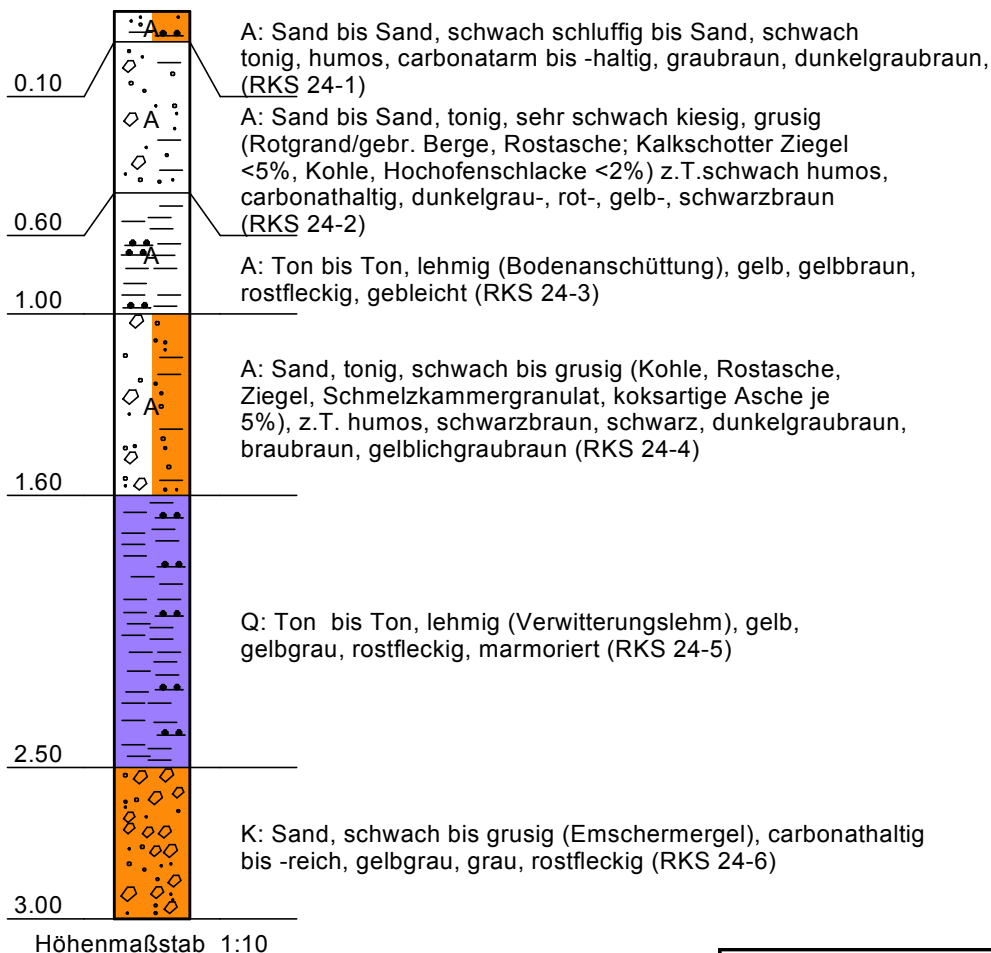 A
A: Sand bis Sand, schwach schluffig bis Sand, schwach
tonig, humos, carbonatarm bis -haltig, graubraun, dunkelgraubraun,
(RKS 24-1)
0.10
A
A: Sand bis Sand, tonig, sehr schwach kiesig, grusig
(Rotgrand/gebr. Berge, Rostasche; Kalkschotter Ziegel
<5%, Kohle, Hochofenschlacke <2%) z.T.schwach humos,
carbonathaltig, dunkelgrau-, rot-, gelb-, schwarzbraun
(RKS 24-2)
0.60
A
A: Ton bis Ton, lehmig (Bodenanschüttung), gelb, gelbbraun,
rostfleckig, gebleicht (RKS 24-3)
1.00
A
A: Sand, tonig, schwach bis grusig (Kohle, Rostasche,
Ziegel, Schmelzkammergranulat, koksartige Asche je
5%), z.T. humos, schwarzbraun, schwarz, dunkelgraubraun,
braubraun, gelblichgraubraun (RKS 24-4)
1.60
Q: Ton  bis Ton, lehmig (Verwitterungslehm), gelb,
gelbgrau, rostfleckig, marmoriert (RKS 24-5)
2.50
K: Sand, schwach bis grusig (Emschermergel), carbonathaltig
bis -reich, gelbgrau, grau, rostfleckig (RKS 24-6)
3.00
Höhenmaßstab  1:10